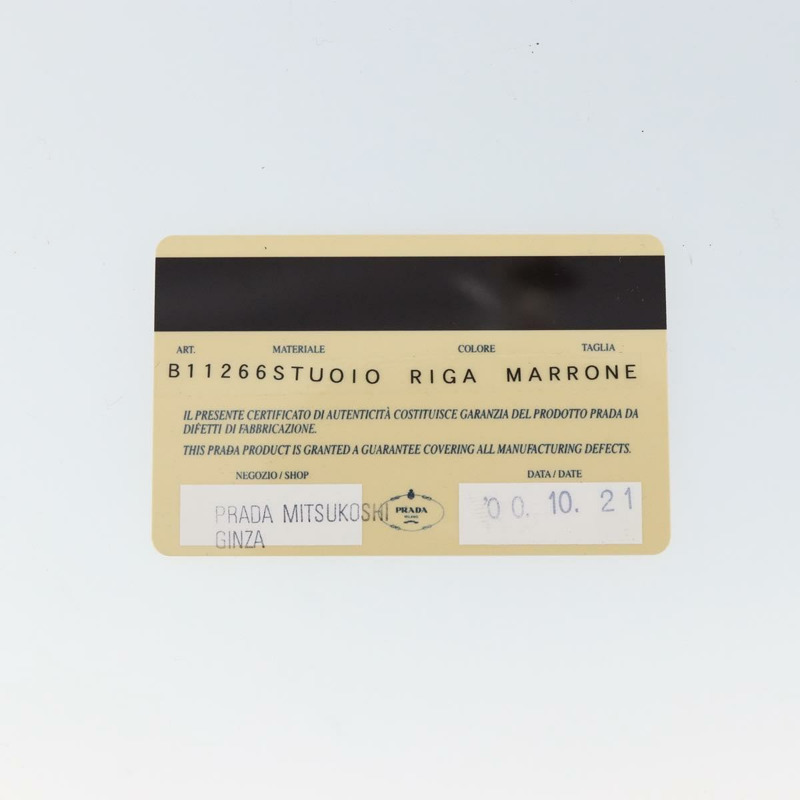 ART. MATERIALE COLORE TAGLIA
B11266STUOIO RIGA MARRONE
IL PRESENTE CERTIFICATO DI AUTENTICITÀ COSTITUISCE GARANZIA DEL PRODOTTO PRADA DA
DIFETTI DI FABBRICAZIONE.
THIS PRADA PRODUCT IS GRANTED A GUARANTEE COVERING ALL MANUFACTURING DEFECTS.
NEGOZIO / SHOP DATA / DATE
PRADA MITSUKOSHI
GINZA
PRADA
MILANO
'00. 10. 21